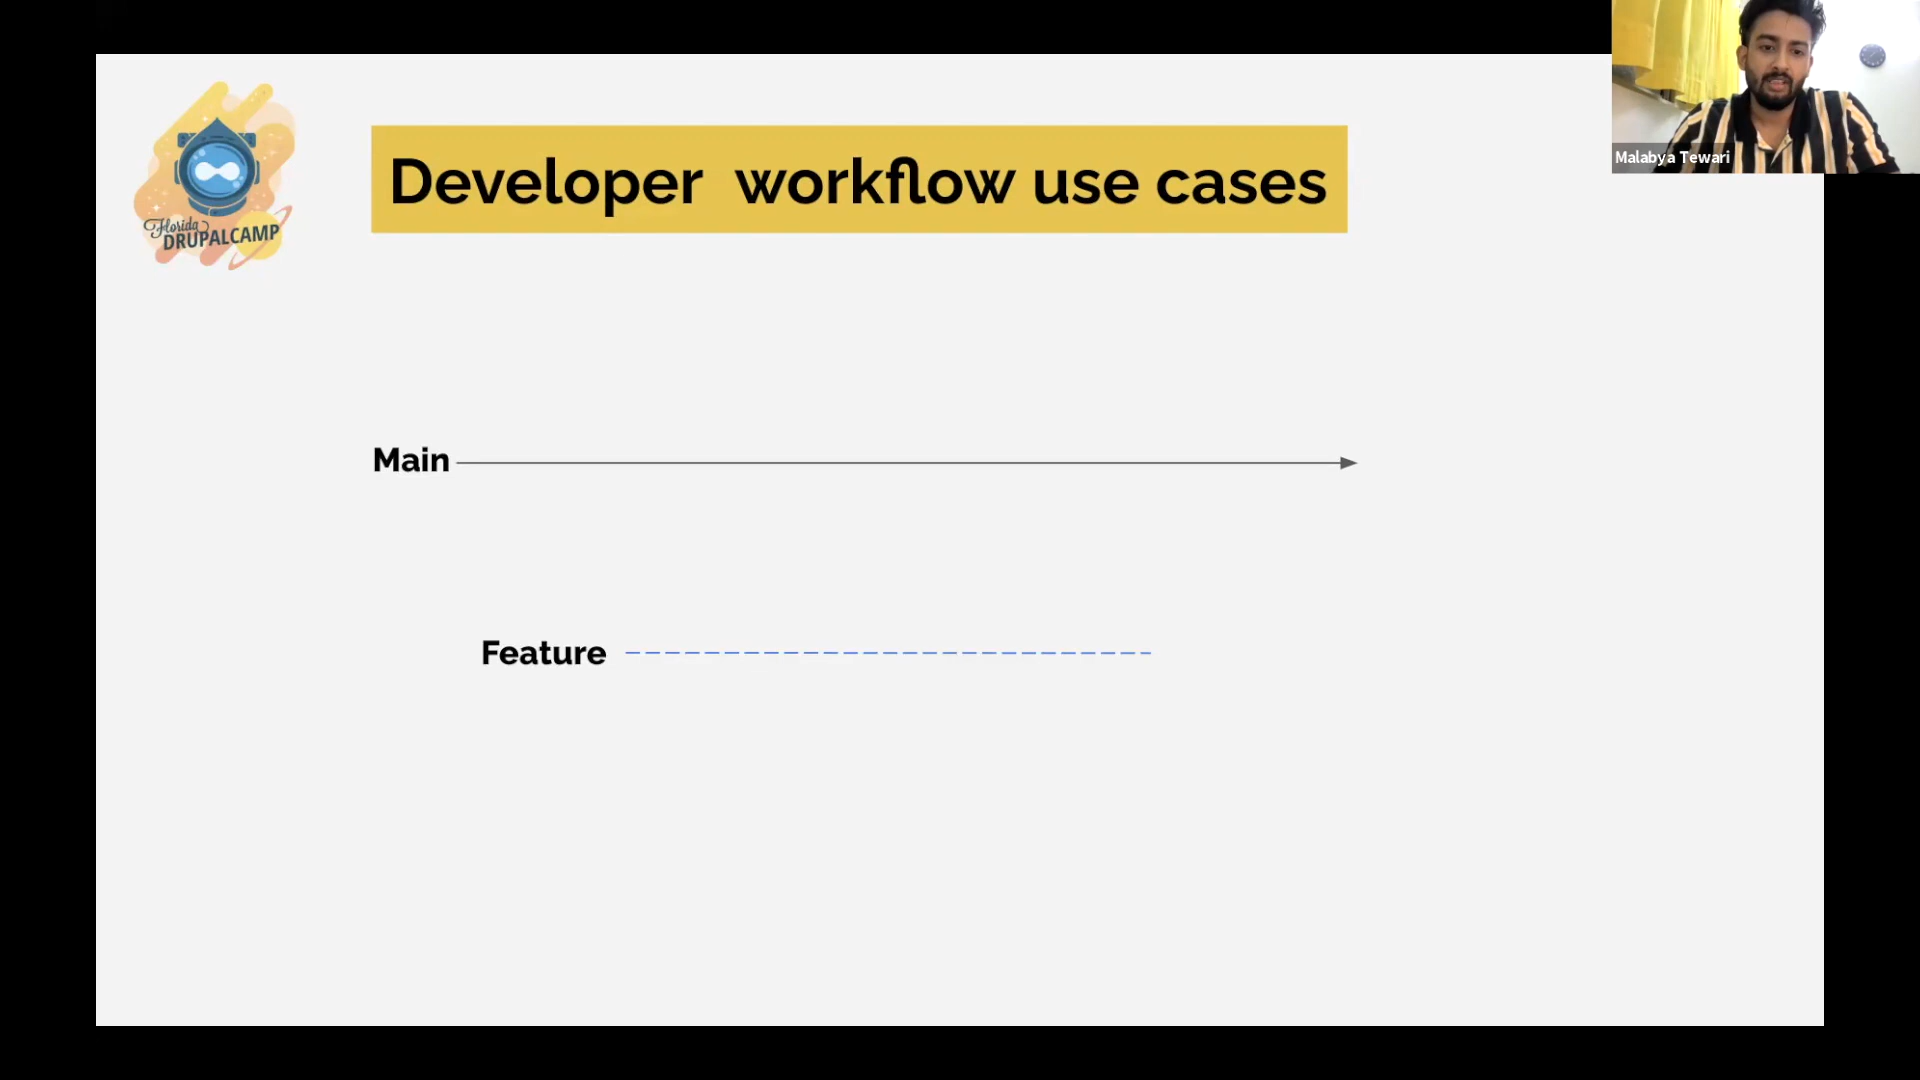 Developer  workflow use cases
Malabya Tewari
Florida
DRUPALCAMP
Main
Feature